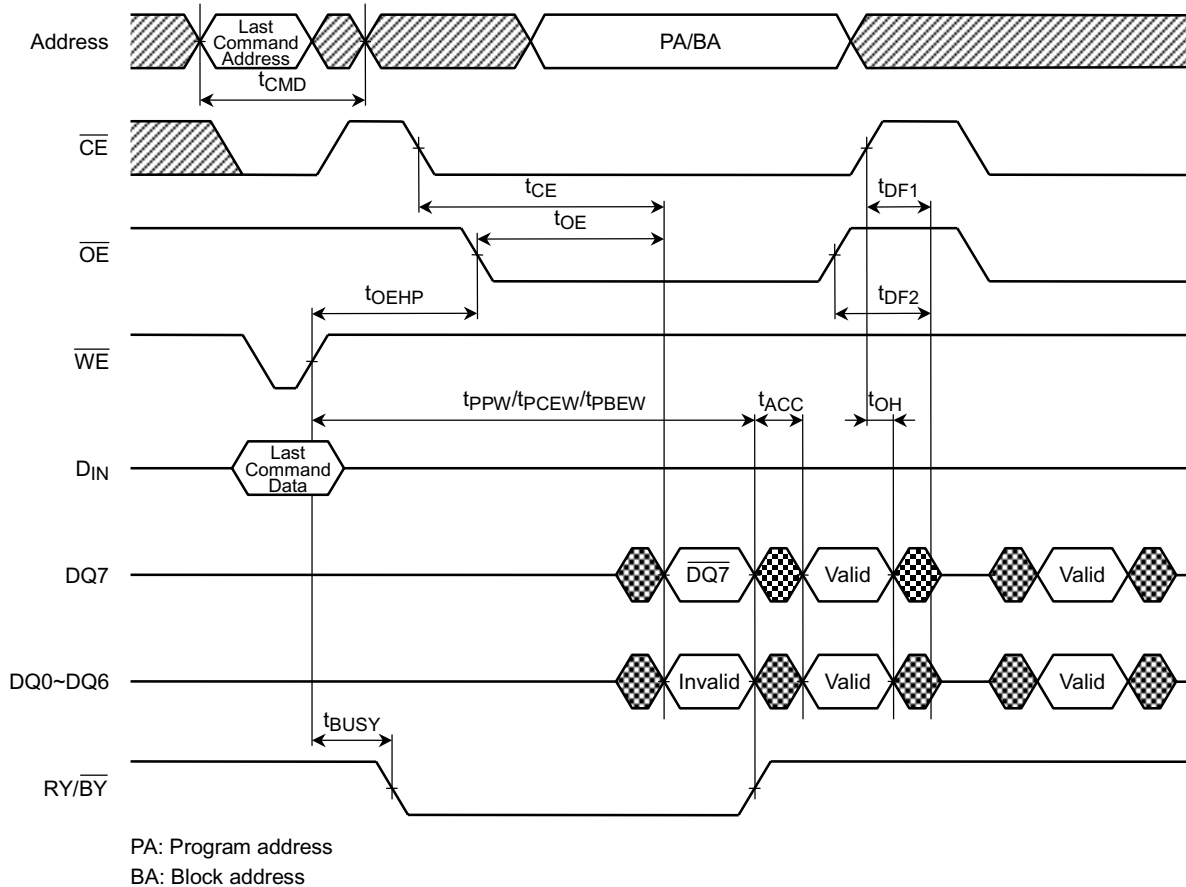 Address
Last
Command
Address
PA/BA
tCMD
CE
tCE
tDF1
tOE
OE
tOEHP
tDF2
WE
tPPW/tPCEW/tPBEW
tACC
tOH
DIN
Last
Command
Data
DQ7
DQ7
Valid
Valid
DQ0~DQ6
Invalid
Valid
Valid
tBUSY
RY/BY
PA: Program address
BA: Block address